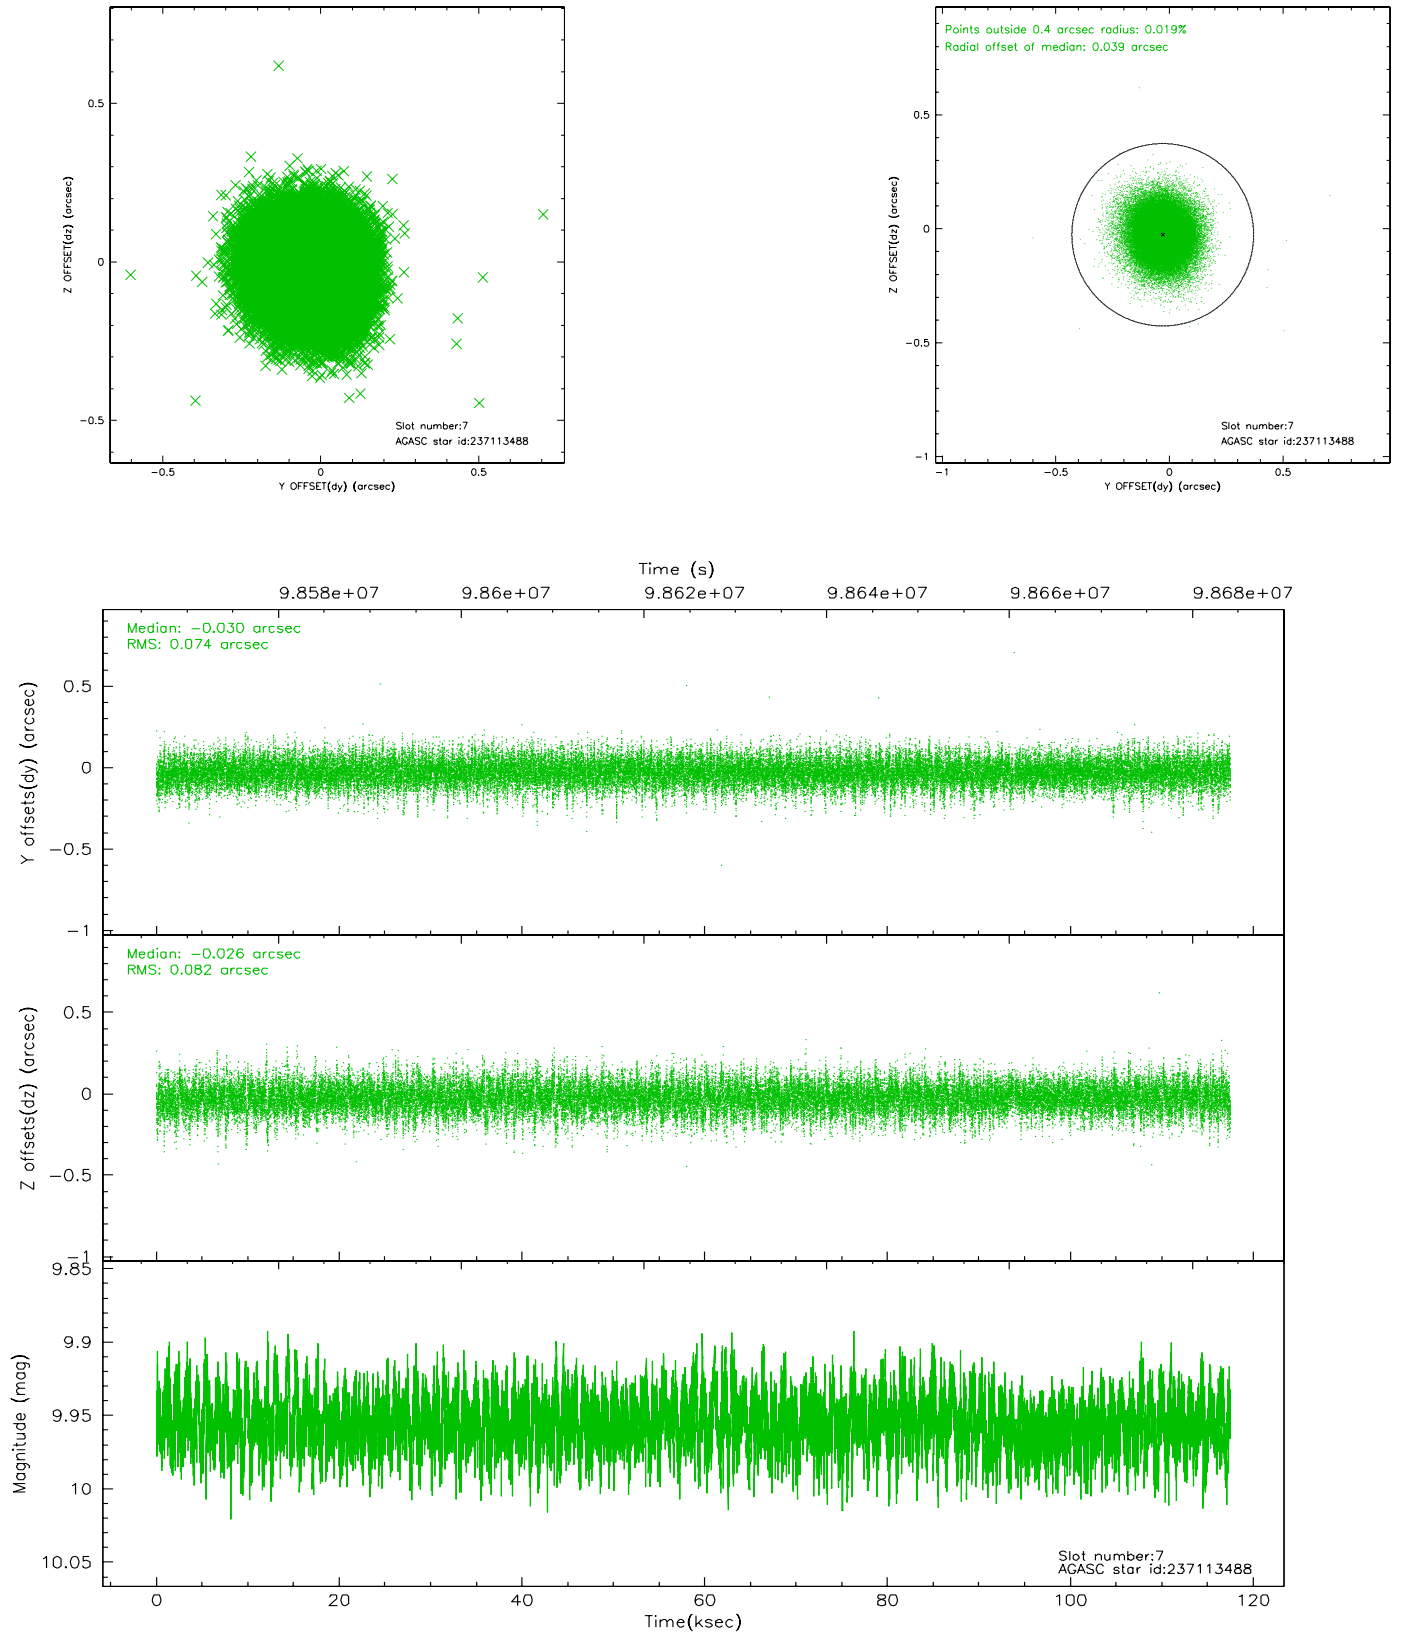 0.5
0
−0.5
Z OFFSET(dz) (arcsec)
Slot number:7
AGASC star id:237113488
−0.5 0 0.5
Y OFFSET(dy) (arcsec)
Points outside 0.4 arcsec radius: 0.019%
Radial offset of median: 0.039 arcsec
0.5
0
−0.5
−1
Z OFFSET(dz) (arcsec)
Slot number:7
AGASC star id:237113488
−1 −0.5 0 0.5
Y OFFSET(dy) (arcsec)
Time (s)
9.858e+07 9.86e+07 9.862e+07 9.864e+07 9.866e+07 9.868e+07
Median: −0.030 arcsec
RMS: 0.074 arcsec
0.5
0
−0.5
−1
Y offsets(dy) (arcsec)
Median: −0.026 arcsec
RMS: 0.082 arcsec
0.5
0
−0.5
−1
Z offsets(dz) (arcsec)
9.85
9.9
9.95
10
10.05
Magnitude (mag)
Slot number:7
AGASC star id:237113488
0 20 40 60 80 100 120
Time(ksec)